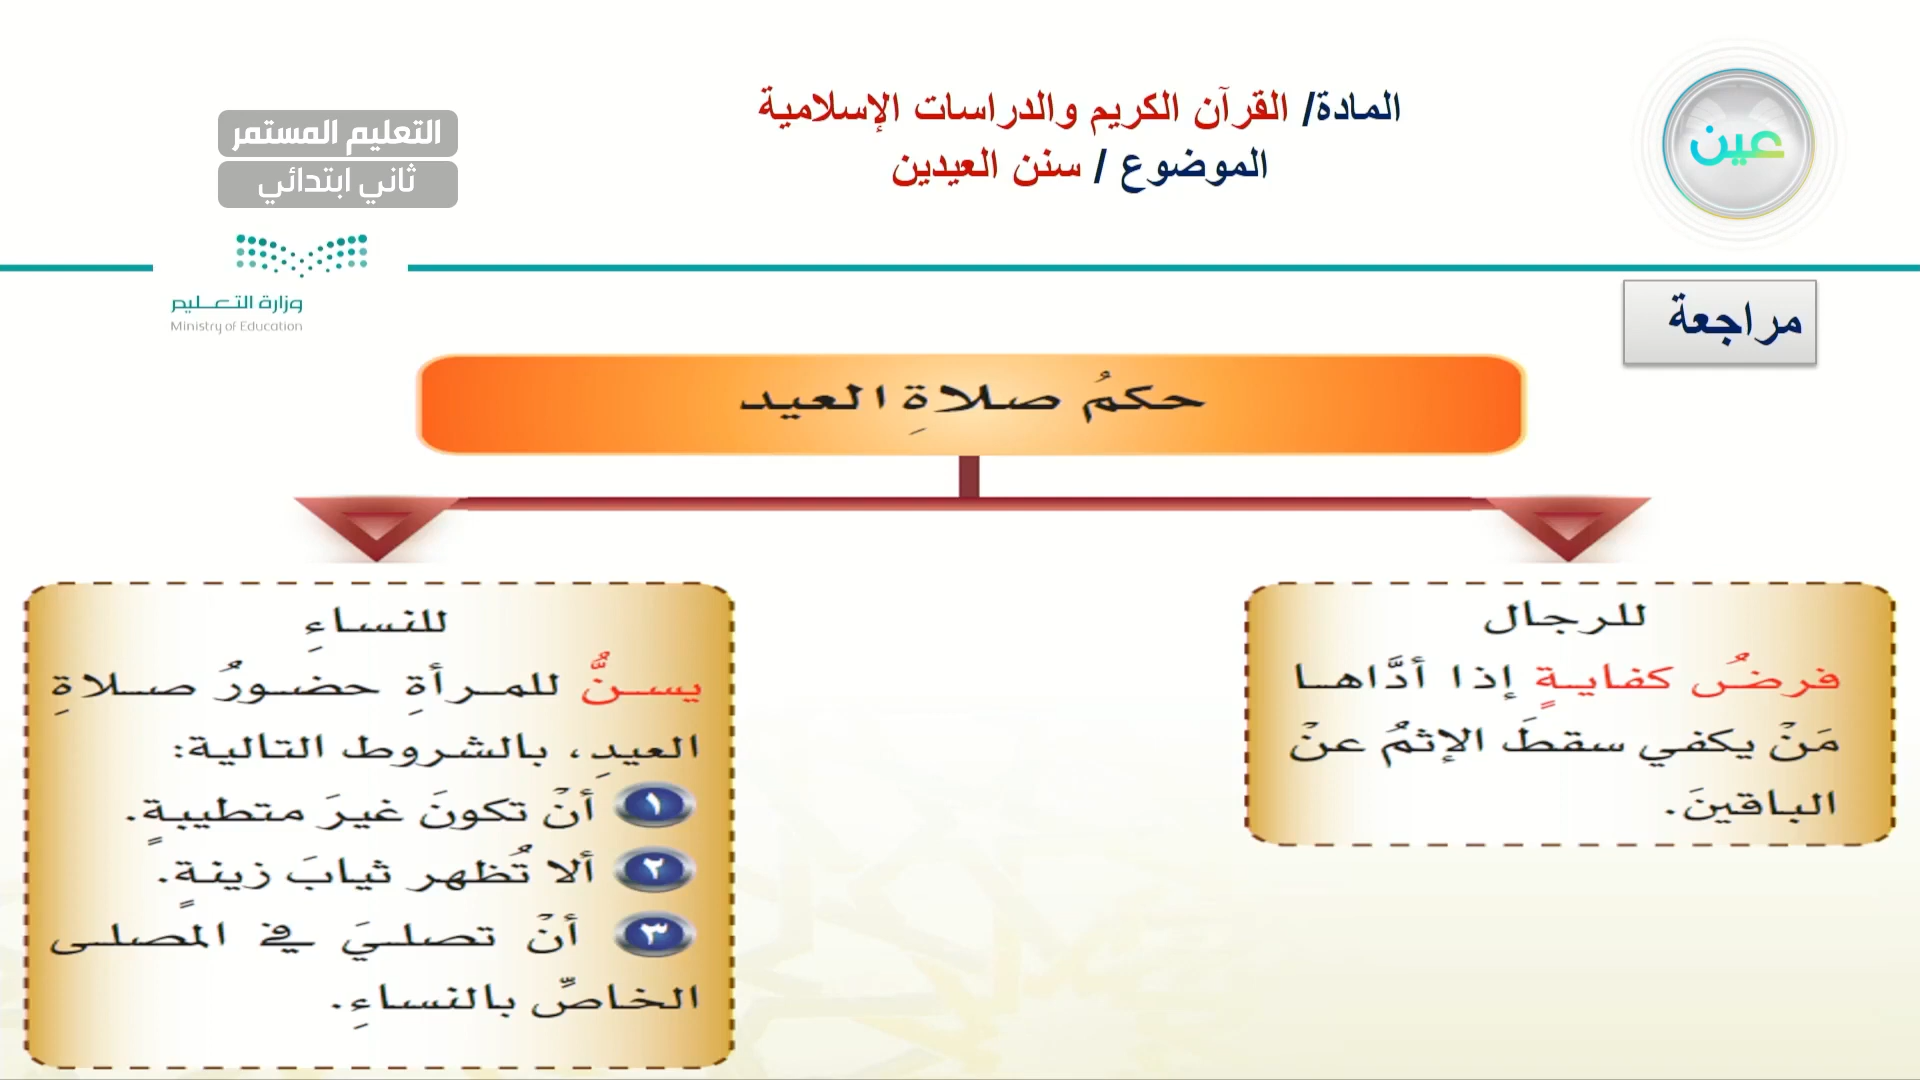 المادة/ القرآن الكريم والدراسات الإسلامية
الموضوع / سنن العيدين
عين
التعليم المستمر
ثاني ابتدائي
وزارة التعليم
Ministry of Education
مراجعة
حكمُ صلاةِ العيد
للرجال
فرضُ كفايةٍ إذا أدَّاها
مَنْ يكفي سقطَ الإثمُ عنْ
الباقينَ.
للنساءِ
يسنُّ للمرأةِ حضورُ صلاةِ
العيدِ، بالشروط التالية:
١ أنْ تكونَ غيرَ متطيبةٍ.
٢ ألا تُظهر ثيابَ زينةٍ.
٣ أنْ تصليَ في المصلى
الخاصِّ بالنساءِ.